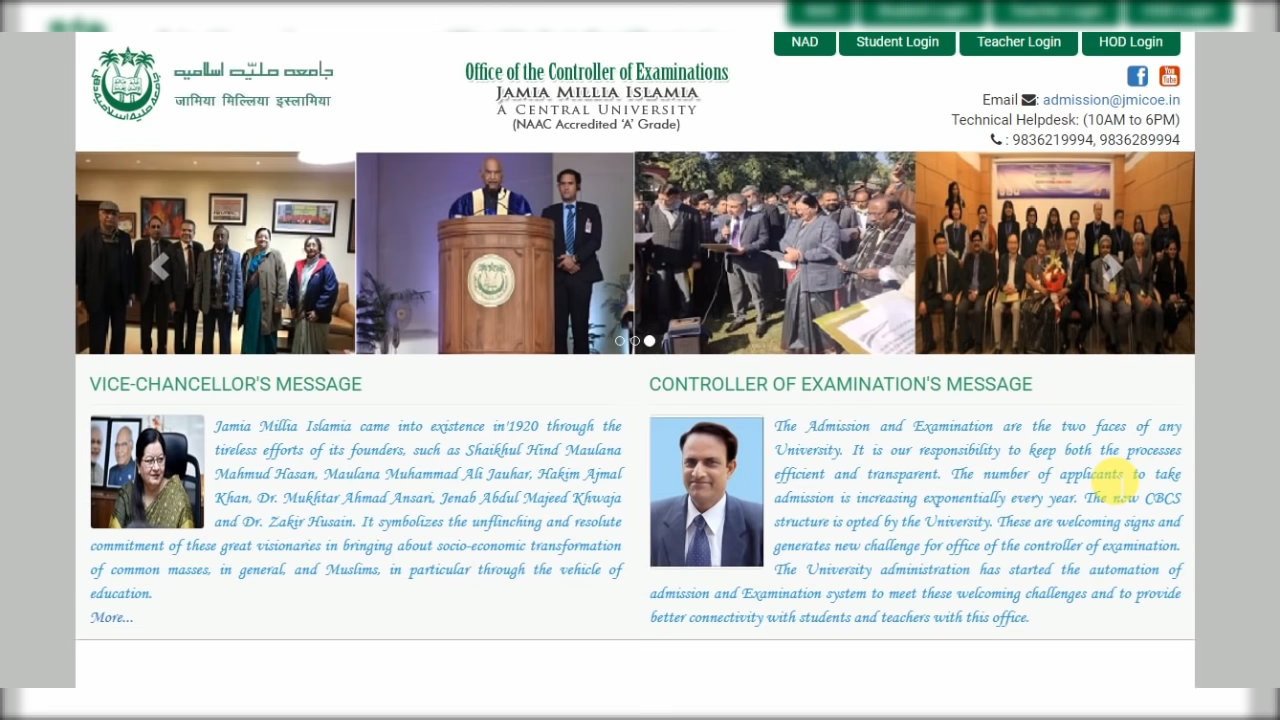 NAD
Student Login
Teacher Login
HOD Login
جامعہ ملیّہ اسلامیہ
जामिया मिल्लिया इस्लामिया
Office of the Controller of Examinations
JAMIA MILLIA ISLAMIA
A CENTRAL UNIVERSITY
(NAAC Accredited ‘A’ Grade)
Email : admission@jmicoe.in
Technical Helpdesk: (10AM to 6PM)
: 9836219994, 9836289994
VICE-CHANCELLOR'S MESSAGE
Jamia Millia Islamia came into existence in'1920 through the
tireless efforts of its founders, such as Shaikhul Hind Maulana
Mahmud Hasan, Maulana Muhammad Ali Jauhar, Hakim Ajmal
Khan, Dr. Mukhtar Ahmad Ansari, Jenab Abdul Majeed Khwaja
and Dr. Zakir Husain. It symbolizes the unflinching and resolute
commitment of these great visionaries in bringing about socio-economic transformation
of common masses, in general, and Muslims, in particular through the vehicle of
education.
More...
CONTROLLER OF EXAMINATION'S MESSAGE
The Admission and Examination are the two faces of any
University. It is our responsibility to keep both the processes
efficient and transparent. The number of applicants to take
admission is increasing exponentially every year. The new CBCS
structure is opted by the University. These are welcoming signs and
generates new challenge for office of the controller of examination.
The University administration has started the automation of
admission and Examination system to meet these welcoming challenges and to provide
better connectivity with students and teachers with this office.